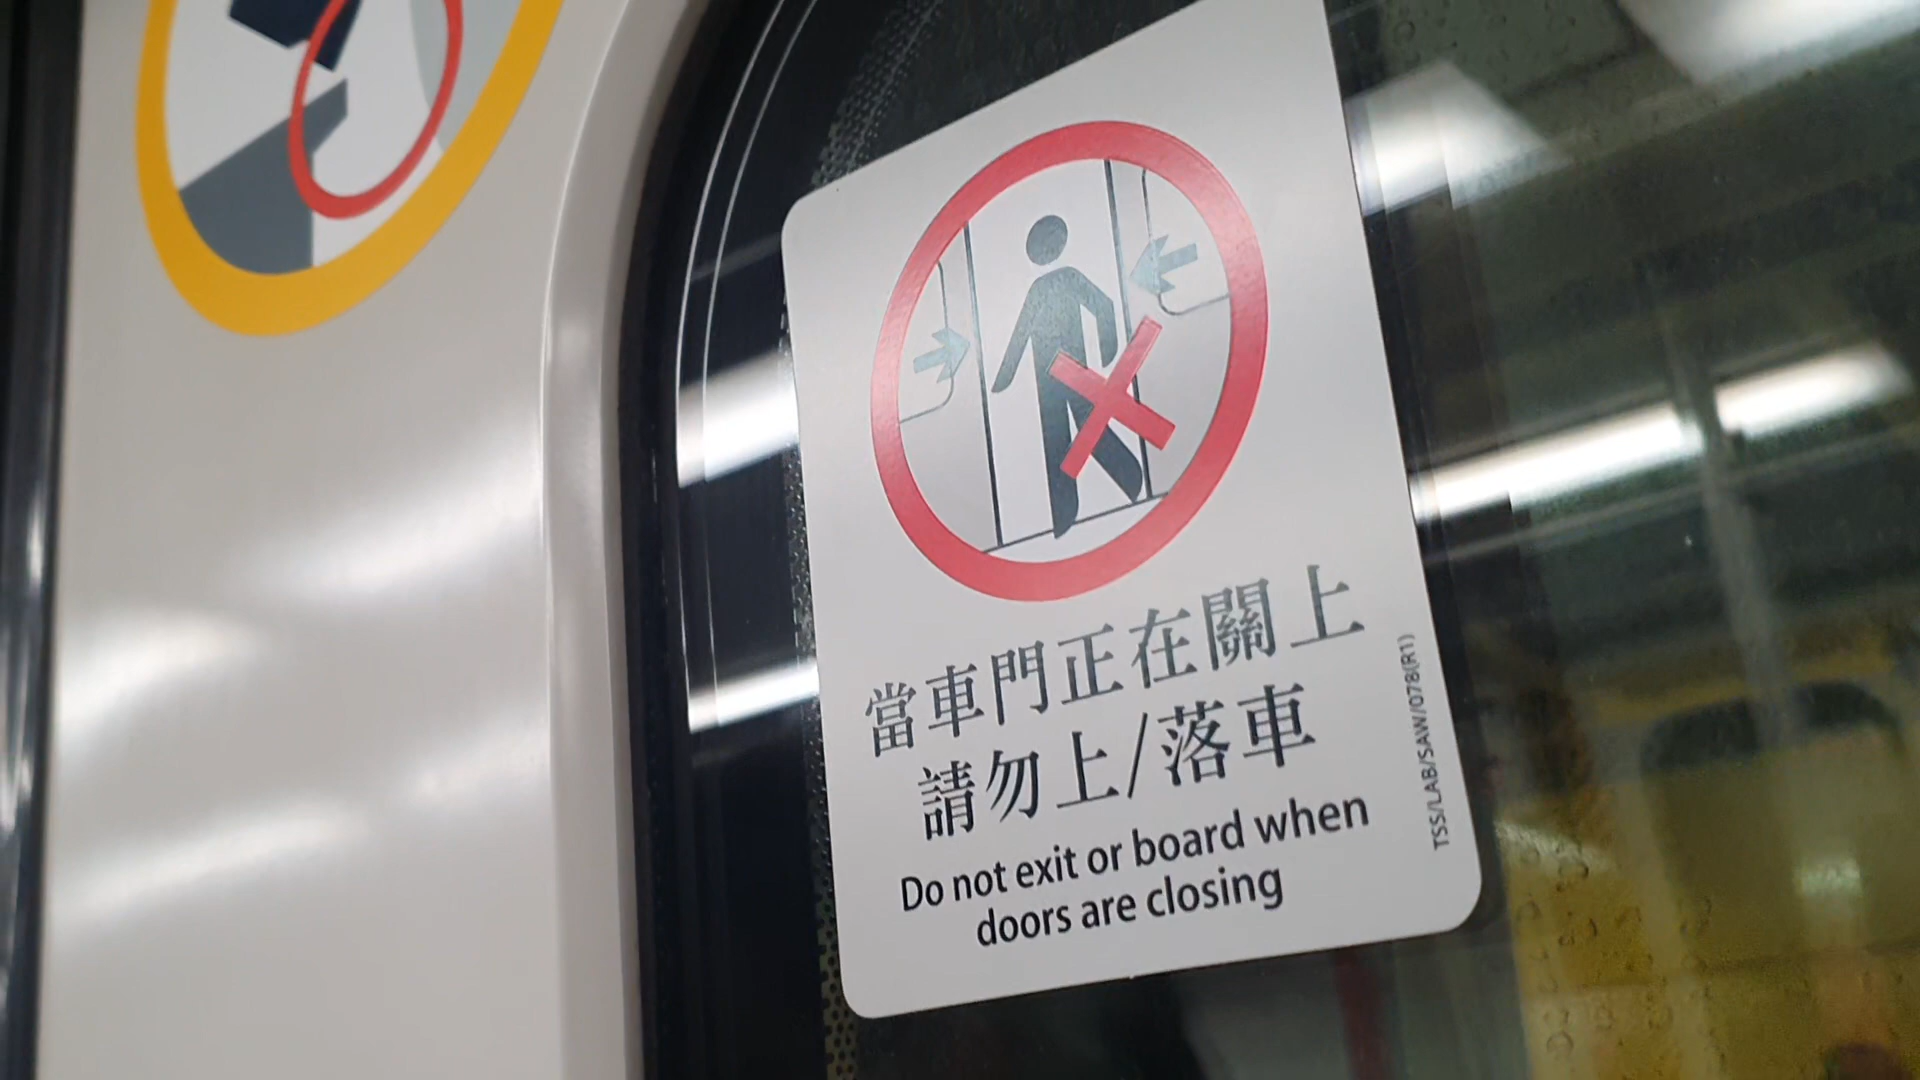 當車門正在關上
請勿上/落車
Do not exit or board when
doors are closing
TSS/LAB/SAW/078(R1)